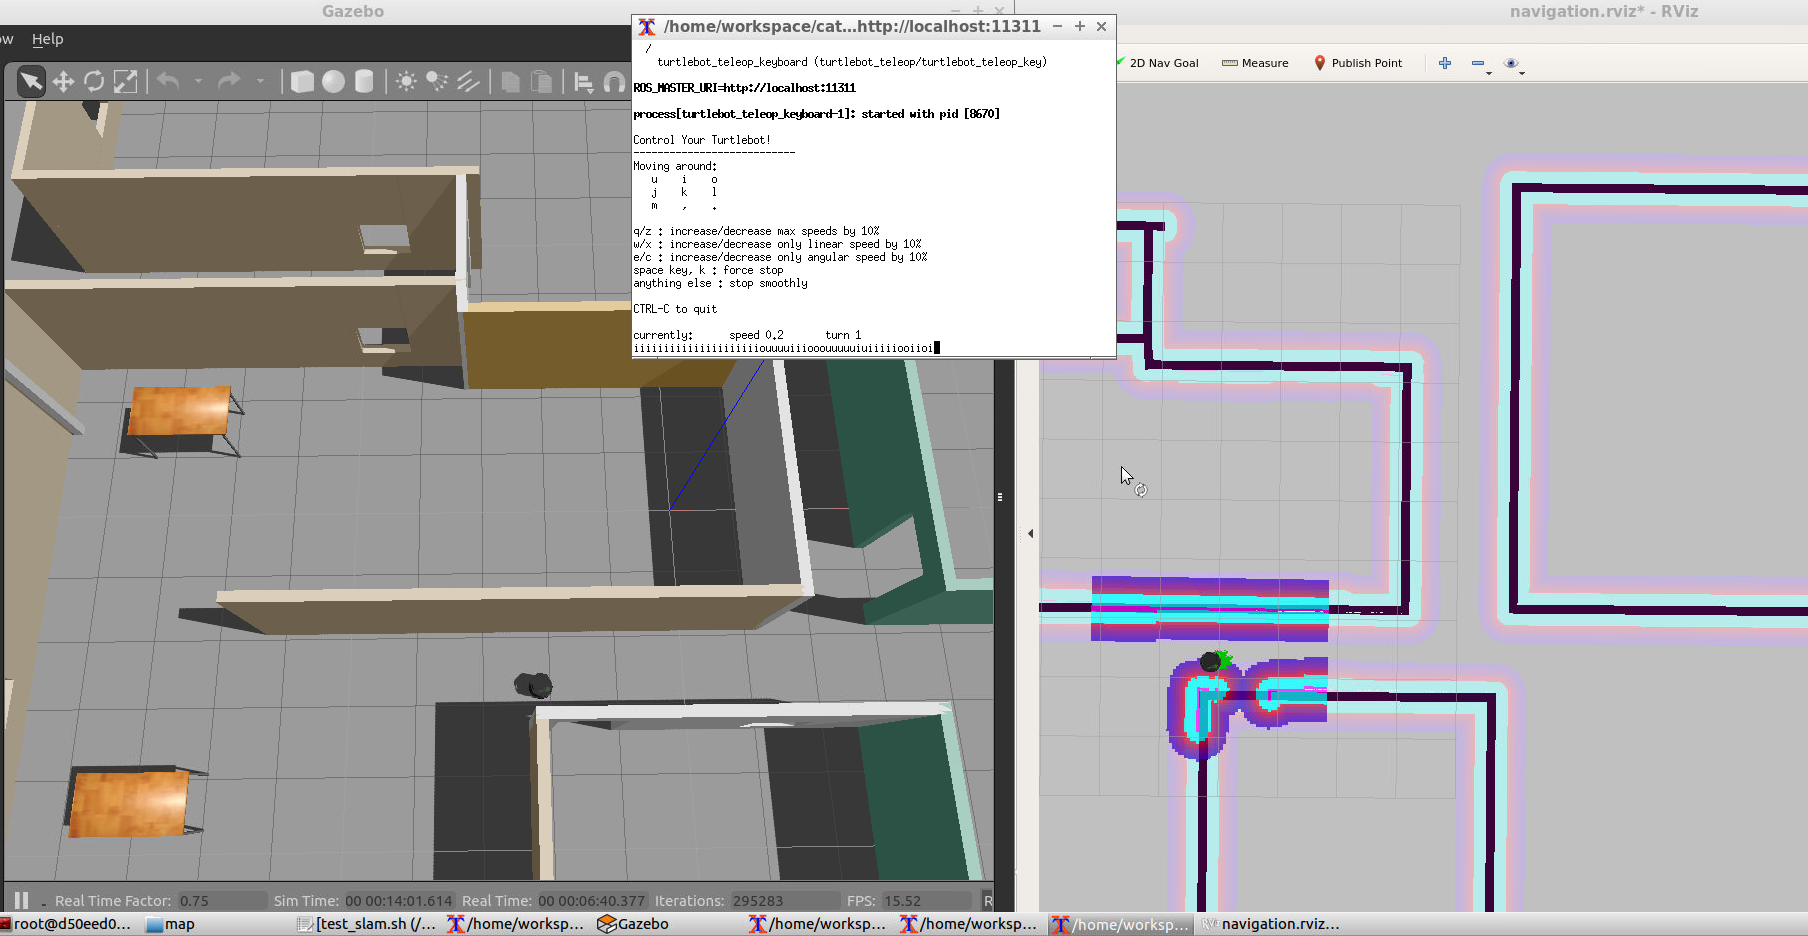 Gazebo
ow Help
/home/workspace/cat...http://localhost:11311
navigation.rviz* - RViz
2D Nav Goal Measure Publish Point
/
turtlebot_teleop_keyboard (turtlebot_teleop/turtlebot_teleop_key)
ROS_MASTER_URI=http://localhost:11311
process[turtlebot_teleop_keyboard-1]: started with pid [8670]
Control Your Turtlebot!
---------------------------
Moving around:
u i o
j k l
m , .
q/z : increase/decrease max speeds by 10%
w/x : increase/decrease only linear speed by 10%
e/c : increase/decrease only angular speed by 10%
space key, k : force stop
anything else : stop smoothly
CTRL-C to quit
currently: speed 0.2 turn 1
Real Time Factor: 0.75 Sim Time: 00 00:14:01.614 Real Time: 00 00:06:40.377 Iterations: 295283 FPS: 15.52 R
root@d50eed0... map [test_slam.sh (/... /home/worksp... Gazebo /home/worksp... /home/worksp... /home/worksp... navigation.rviz...